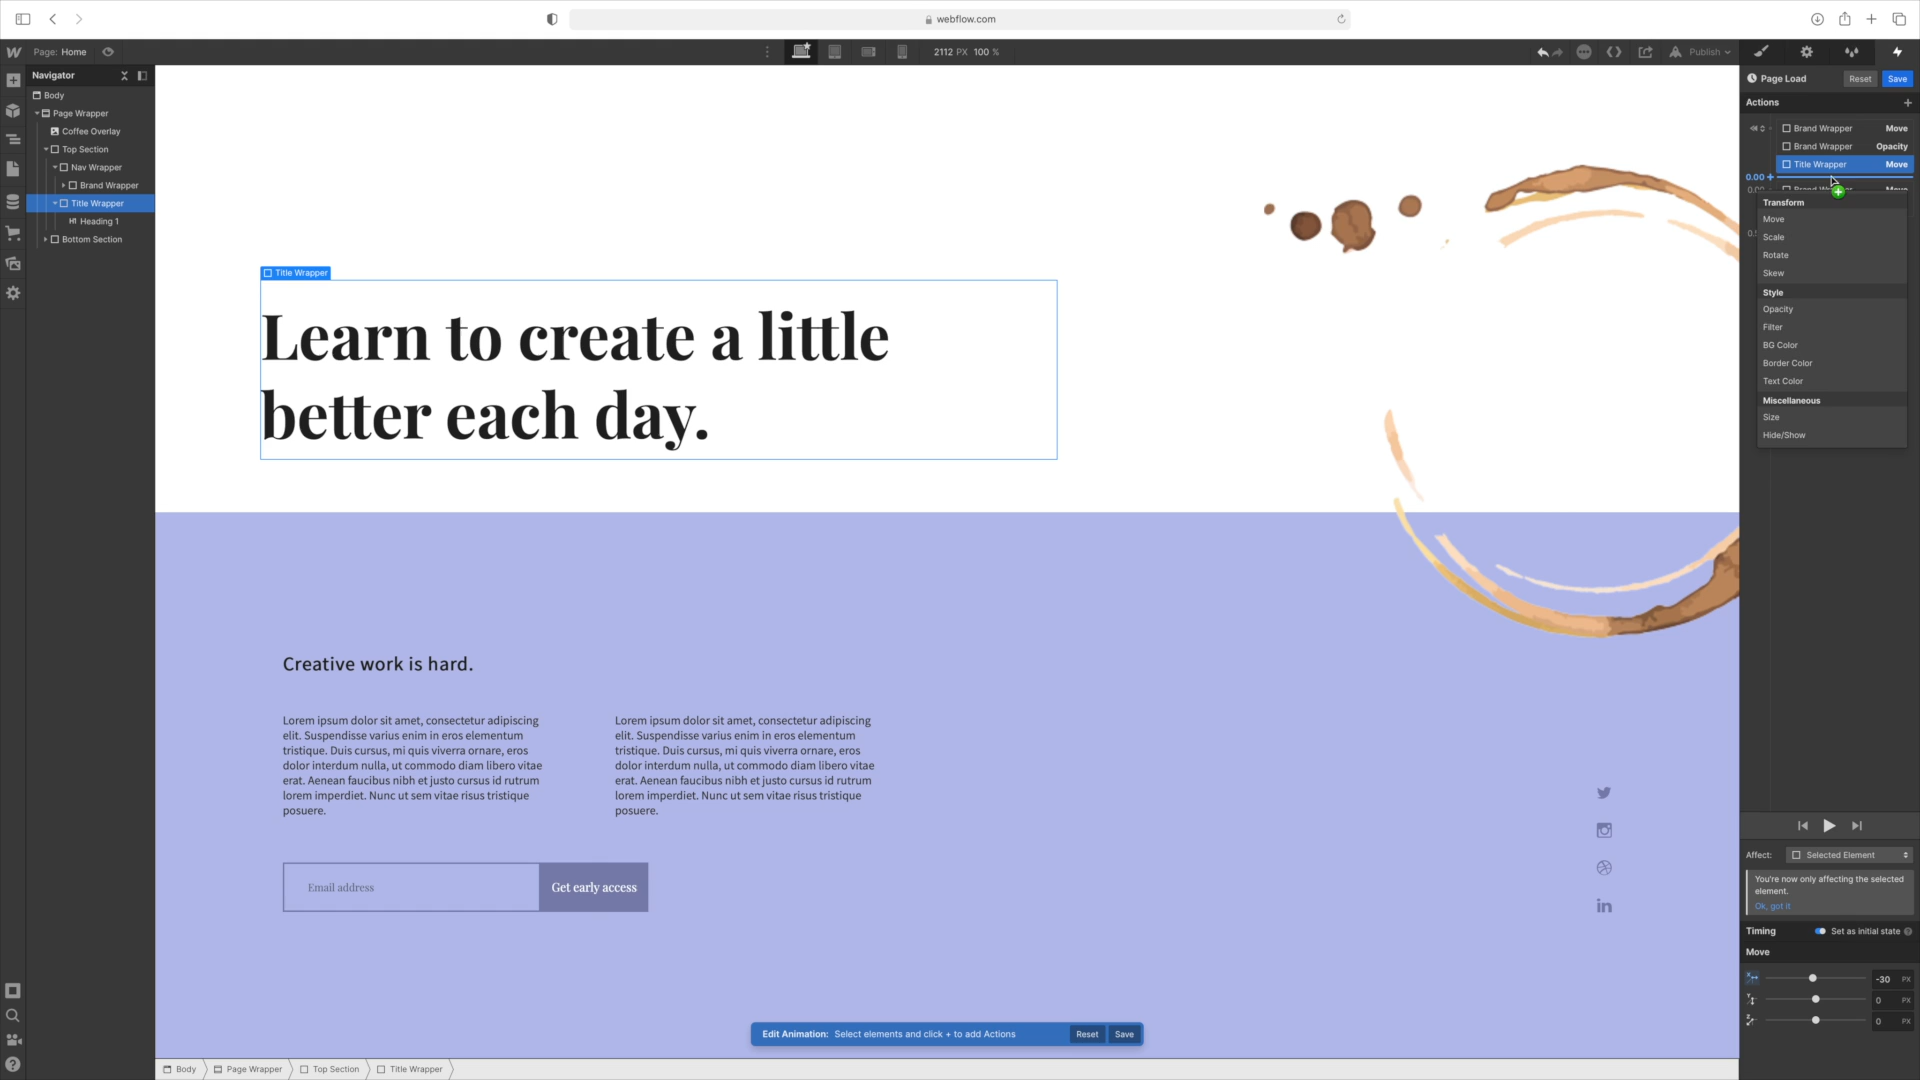 webflow.com
Page: Home
2112 PX 100 %
Publish
Navigator
Body
Page Wrapper
Coffee Overlay
Top Section
Nav Wrapper
Brand Wrapper
Title Wrapper
H1 Heading 1
Bottom Section
Title Wrapper
Learn to create a little
better each day.
Creative work is hard.
Lorem ipsum dolor sit amet, consectetur adipiscing
elit. Suspendisse varius enim in eros elementum
tristique. Duis cursus, mi quis viverra ornare, eros
dolor interdum nulla, ut commodo diam libero vitae
erat. Aenean faucibus nibh et justo cursus id rutrum
lorem imperdiet. Nunc ut sem vitae risus tristique
posuere.
Lorem ipsum dolor sit amet, consectetur adipiscing
elit. Suspendisse varius enim in eros elementum
tristique. Duis cursus, mi quis viverra ornare, eros
dolor interdum nulla, ut commodo diam libero vitae
erat. Aenean faucibus nibh et justo cursus id rutrum
lorem imperdiet. Nunc ut sem vitae risus tristique
posuere.
Email address
Get early access
Edit Animation: Select elements and click + to add Actions Reset Save
Body Page Wrapper Top Section Title Wrapper
Page Load Reset Save
Actions
Brand Wrapper Move
Brand Wrapper Opacity
Title Wrapper Move
0.00 +
Transform
Move
Scale
Rotate
Skew
Style
Opacity
Filter
BG Color
Border Color
Text Color
Miscellaneous
Size
Hide/Show
Affect: Selected Element
You're now only affecting the selected
element.
Ok, got it
Timing Set as initial state
Move
-30 PX
0 PX
0 PX